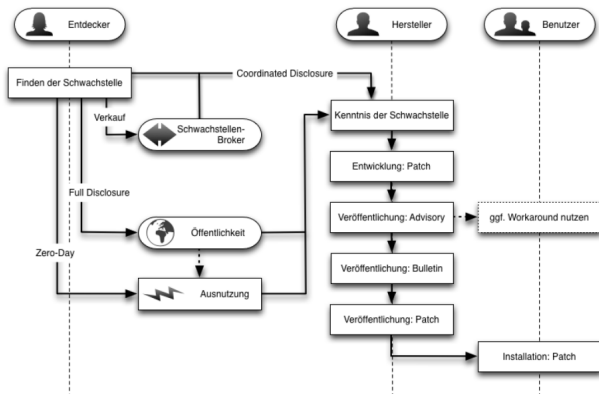 Entdecker
Hersteller
Benutzer
Finden der Schwachstelle
Coordinated Disclosure
Verkauf
Schwachstellen-
Broker
Kenntnis der Schwachstelle
Entwicklung: Patch
Full Disclosure
Veröffentlichung: Advisory
ggf. Workaround nutzen
Öffentlichkeit
Zero-Day
Veröffentlichung: Bulletin
Ausnutzung
Veröffentlichung: Patch
Installation: Patch